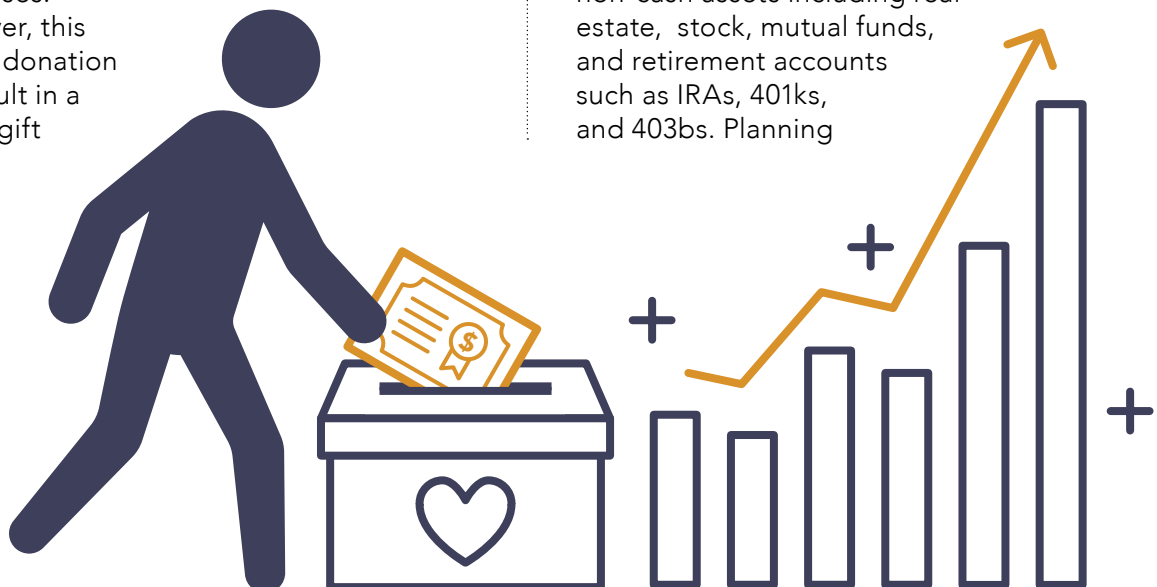 ver, this
donation
ult in a
gift
estate, stock, mutual funds,
and retirement accounts
such as IRAs, 401ks,
and 403bs. Planning
$